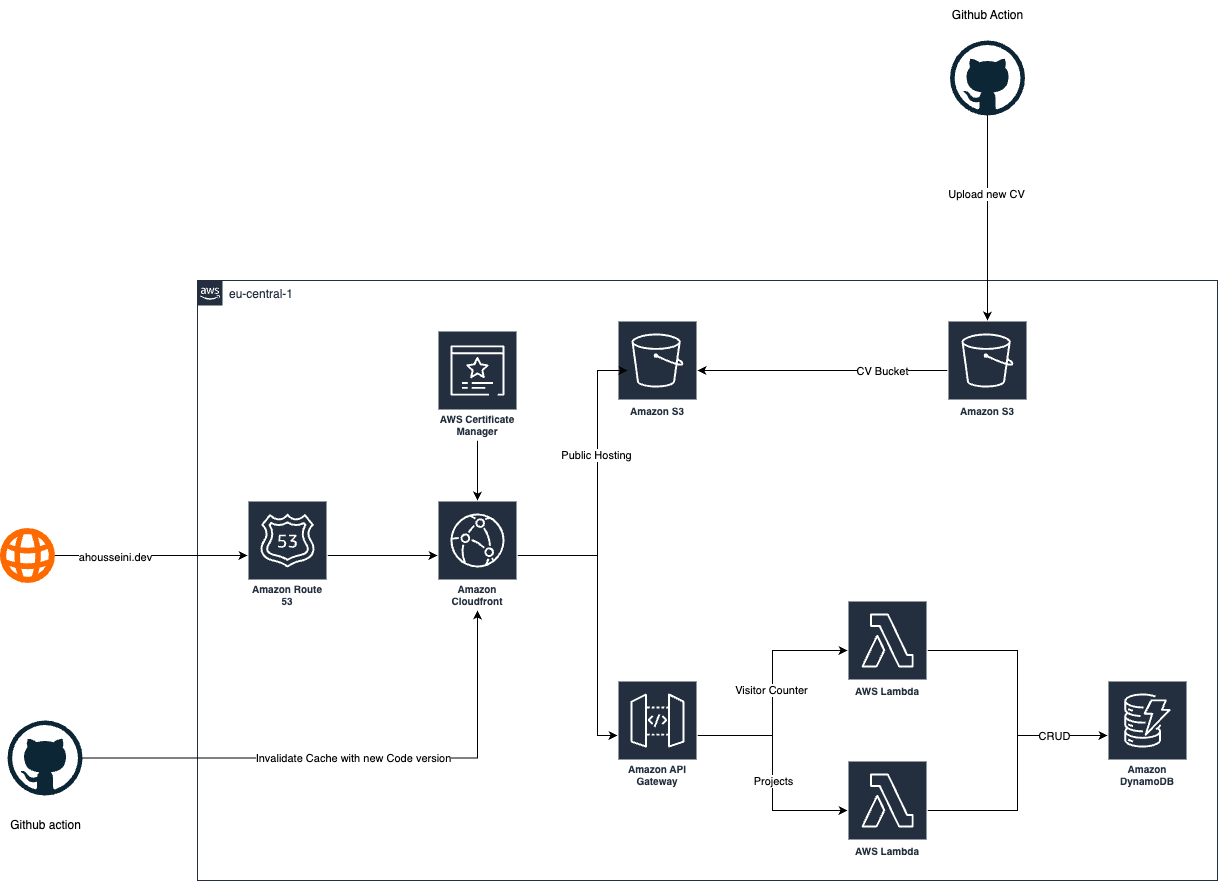 Github Action
Upload new CV
aws
eu-central-1
AWS Certificate
Manager
Amazon S3
CV Bucket
Amazon S3
Public Hosting
ahousseini.dev
53
Amazon Route
53
Amazon
Cloudfront
Invalidate Cache with new Code version
Github action
</>
Amazon API
Gateway
Visitor Counter
Projects
AWS Lambda
AWS Lambda
CRUD
Amazon
DynamoDB